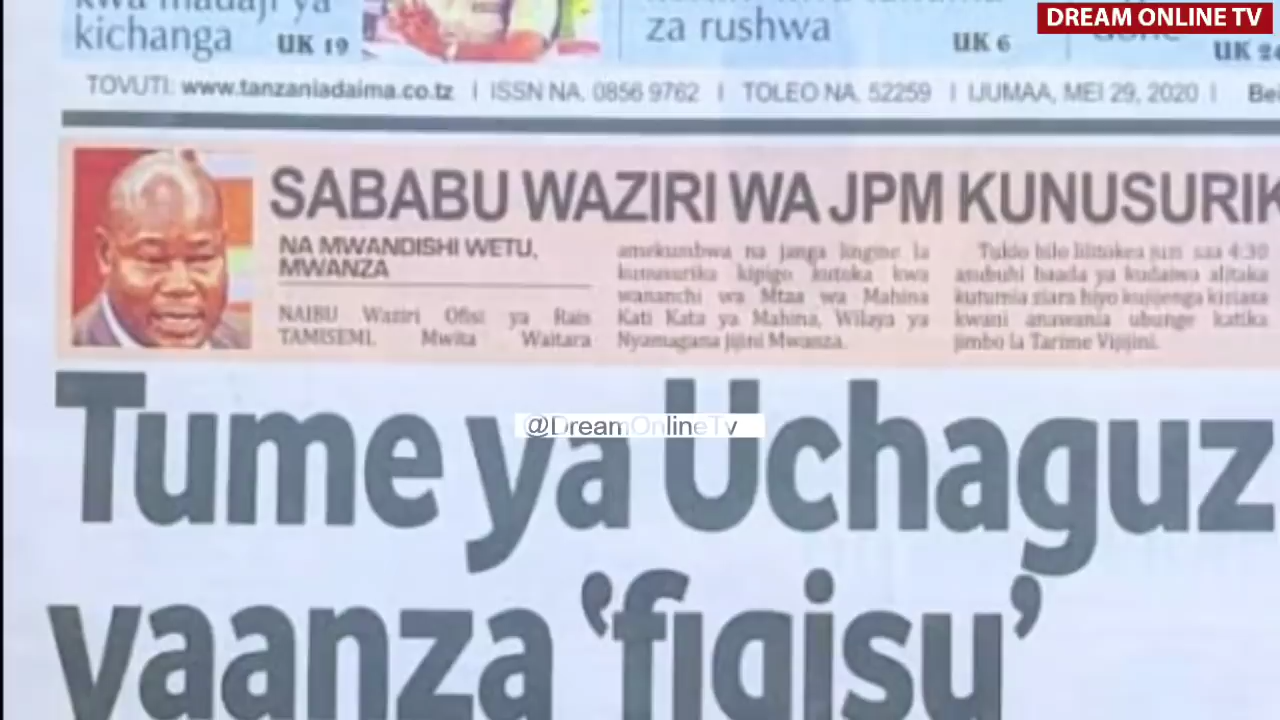 DREAM ONLINE TV
kwa madaji ya
kichanga UK 19
za rushwa UK 6
TOVUTI: www.tanzaniadaima.co.tz | ISSN NA. 0856 9762 | TOLEO NA. 52259 | IJUMAA, MEI 29, 2020 |
SABABU WAZIRI WA JPM KUNUSURIK
NA MWANDISHI WETU,
MWANZA
NAIBU Waziri Ofisi ya Rais
TAMISEMI, Mwita Waitara
amekumbwa na janga lingine la
kunusurika kipigo kutoka kwa
wananchi wa Mtaa wa Mahina
Kati Kata ya Mahina, Wilaya ya
Nyamagana jijini Mwanza.
Tukio hilo lilitokea juzi saa 4:30
asubuhi baada ya kudaiwa alitaka
kutumia ziara hiyo kujijenga kisiasa
kwani anawania ubunge katika
jimbo la Tarime Vijijini.
Tume ya Uchaguz
@DreamOnlineTv
yaanza 'figisu'